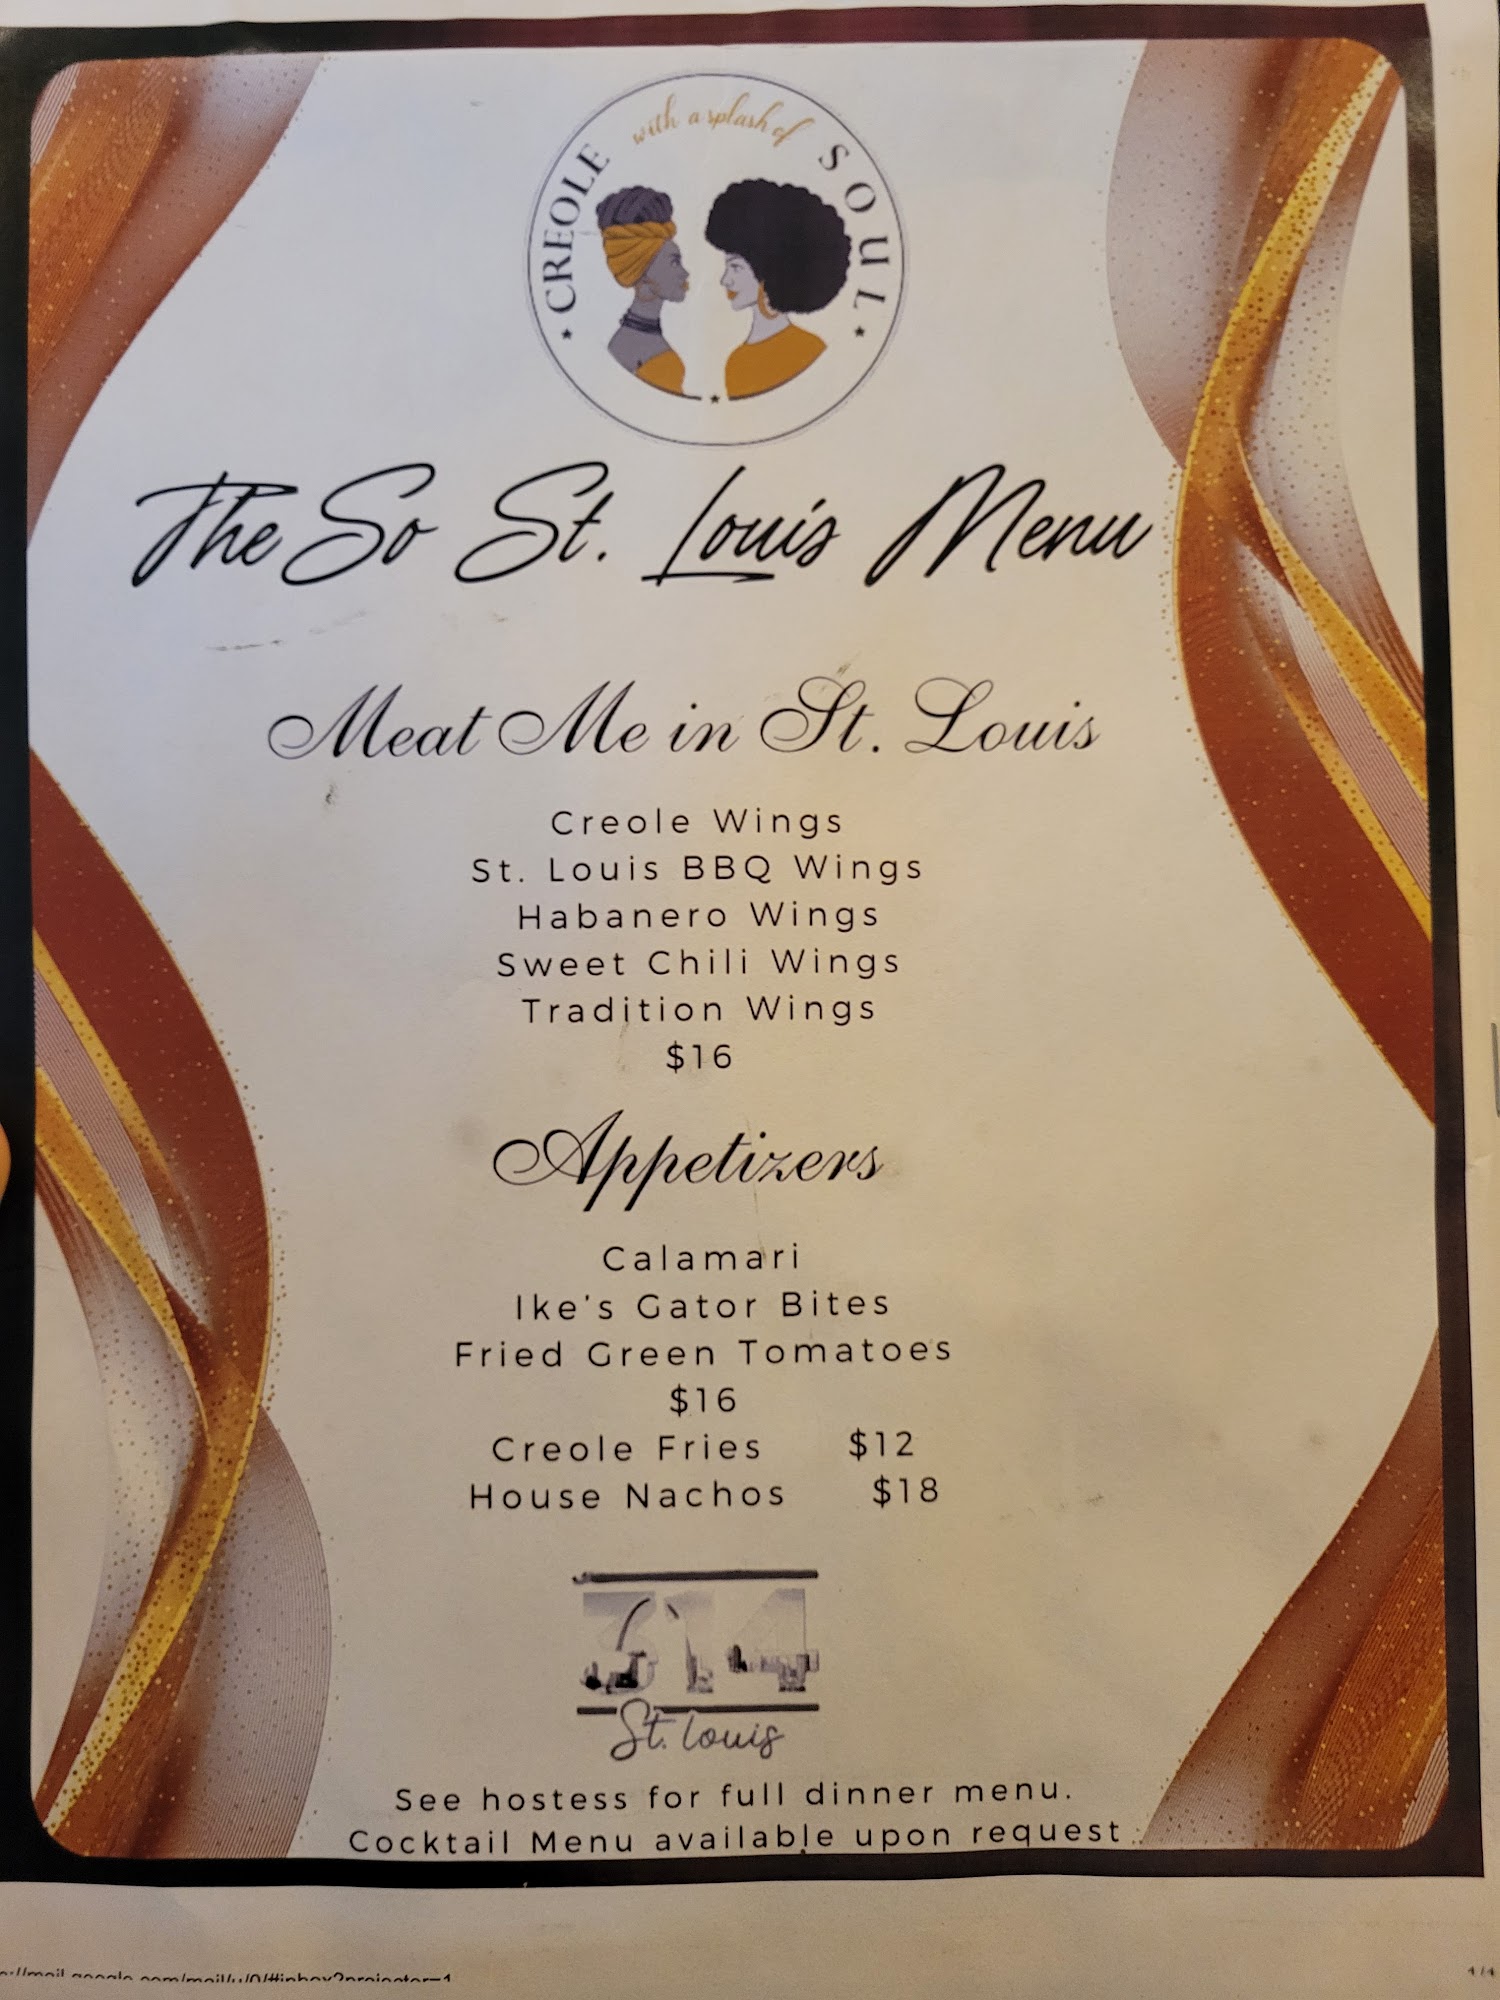 CREOLE with a splash of SOUL
The So St. Louis Menu
Meat Me in St. Louis
Creole Wings
St. Louis BBQ Wings
Habanero Wings
Sweet Chili Wings
Tradition Wings
$16
Appetizers
Calamari
Ike's Gator Bites
Fried Green Tomatoes
$16
Creole Fries $12
House Nachos $18
314
St. Louis
See hostess for full dinner menu.
Cocktail Menu available upon request
4/4